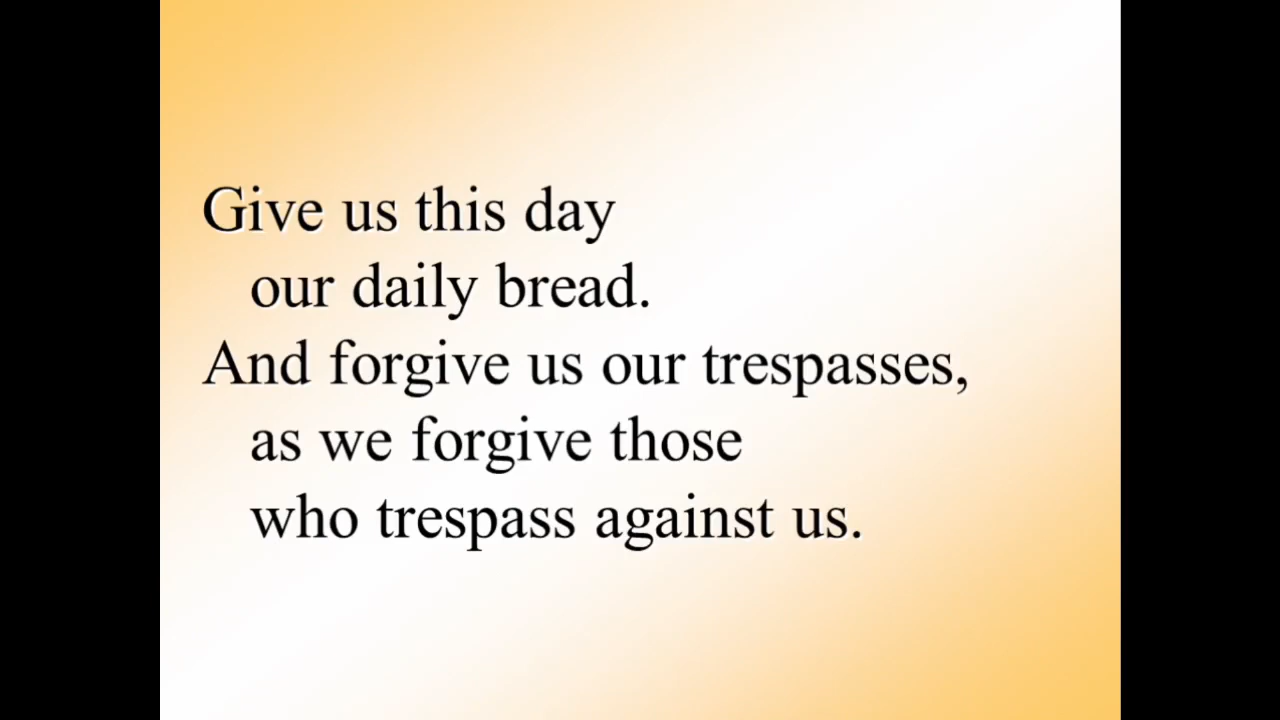 Give us this day
our daily bread.
And forgive us our trespasses,
as we forgive those
who trespass against us.